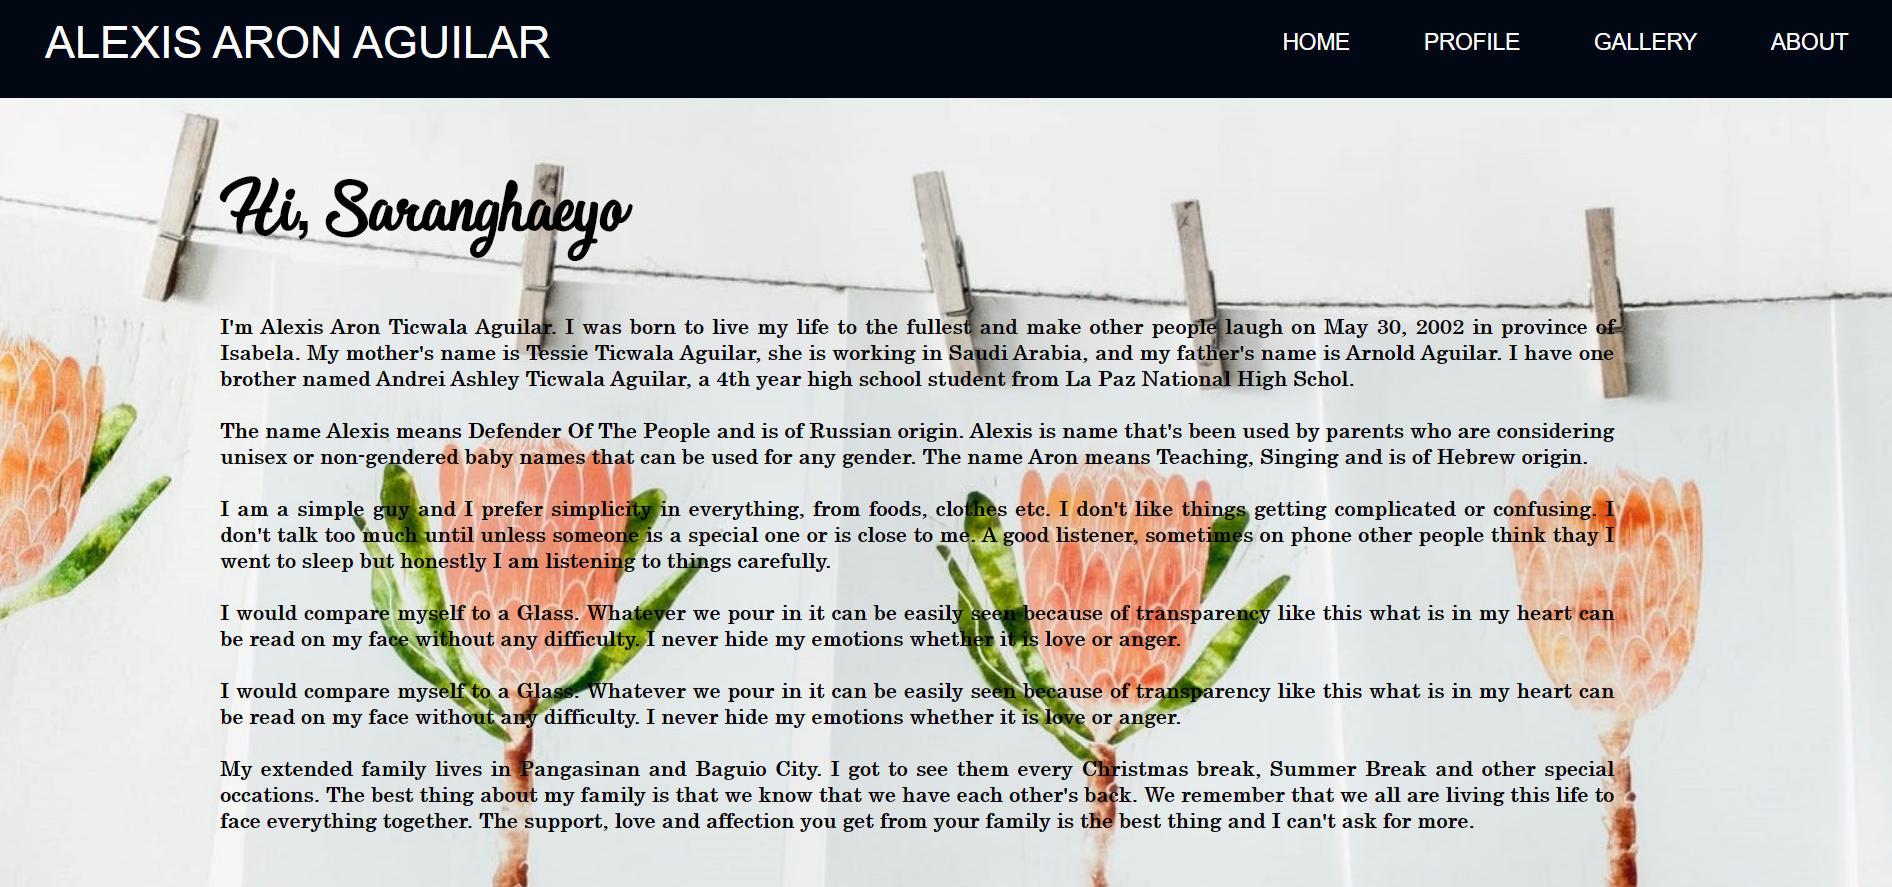 ALEXIS ARON AGUILAR
HOME PROFILE GALLERY ABOUT
Hi, Saranghaeyo
I'm Alexis Aron Ticwala Aguilar. I was born to live my life to the fullest and make other people laugh on May 30, 2002 in province of
Isabela. My mother's name is Tessie Ticwala Aguilar, she is working in Saudi Arabia, and my father's name is Arnold Aguilar. I have one
brother named Andrei Ashley Ticwala Aguilar, a 4th year high school student from La Paz National High Schol.
The name Alexis means Defender Of The People and is of Russian origin. Alexis is name that's been used by parents who are considering
unisex or non-gendered baby names that can be used for any gender. The name Aron means Teaching, Singing and is of Hebrew origin.
I am a simple guy and I prefer simplicity in everything, from foods, clothes etc. I don't like things getting complicated or confusing. I
don't talk too much until unless someone is a special one or is close to me. A good listener, sometimes on phone other people think thay I
went to sleep but honestly I am listening to things carefully.
I would compare myself to a Glass. Whatever we pour in it can be easily seen because of transparency like this what is in my heart can
be read on my face without any difficulty. I never hide my emotions whether it is love or anger.
I would compare myself to a Glass. Whatever we pour in it can be easily seen because of transparency like this what is in my heart can
be read on my face without any difficulty. I never hide my emotions whether it is love or anger.
My extended family lives in Pangasinan and Baguio City. I got to see them every Christmas break, Summer Break and other special
occations. The best thing about my family is that we know that we have each other's back. We remember that we all are living this life to
face everything together. The support, love and affection you get from your family is the best thing and I can't ask for more.